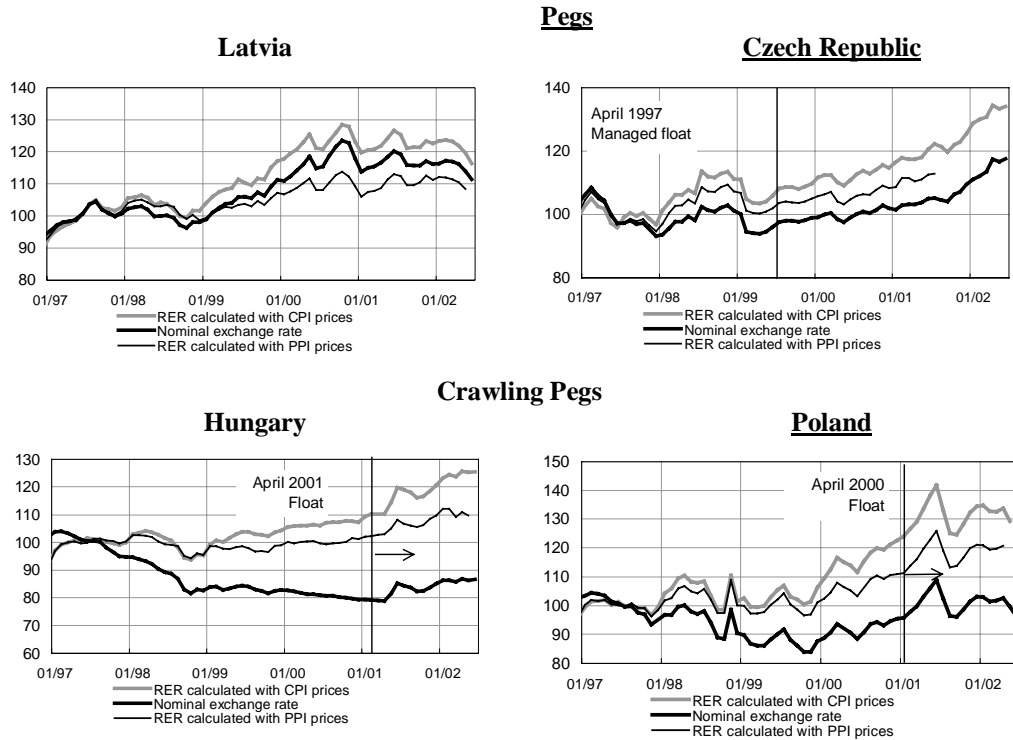 Pegs
Latvia
140
130
120
110
100
90
80
01/97 01/98 01/99 01/00 01/01 01/02
RER calculated with CPI prices
Nominal exchange rate
RER calculated with PPI prices
Czech Republic
140
120
100
80
April 1997
Managed float
01/97 01/98 01/99 01/00 01/01 01/02
RER calculated with CPI prices
Nominal exchange rate
RER calculated with PPI prices
Crawling Pegs
Hungary
130
120
110
100
90
80
70
60
April 2001
Float
01/97 01/98 01/99 01/00 01/01 01/02
RER calculated with CPI prices
Nominal exchange rate
RER calculated with PPI prices
Poland
150
140
130
120
110
100
90
80
April 2000
Float
01/97 01/98 01/99 01/00 01/01 01/02
RER calculated with CPI prices
Nominal exchange rate
RER calculated with PPI prices